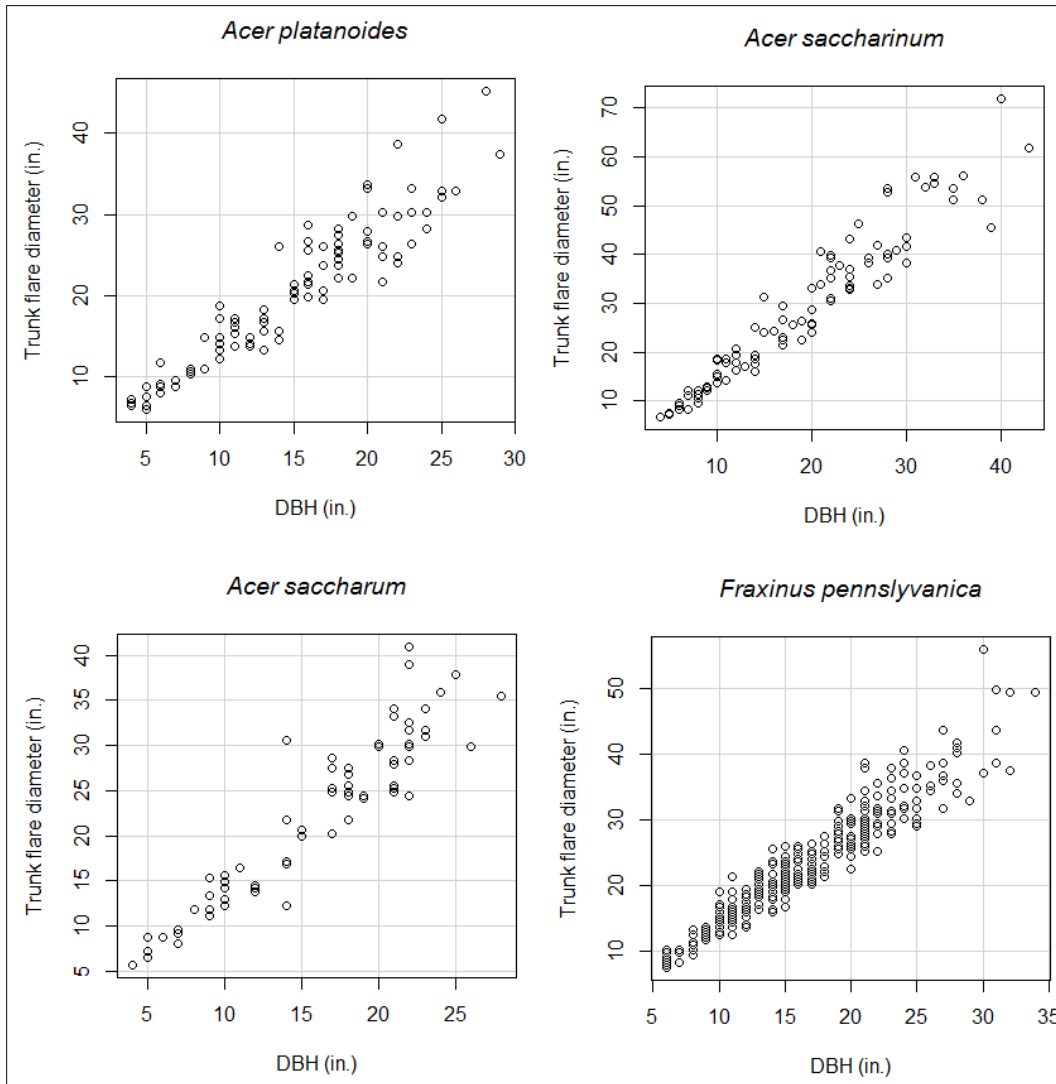 Acer platanoides
Trunk flare diameter (in.)
40
30
20
10
5 10 15 20 25 30
DBH (in.)
Acer saccharinum
Trunk flare diameter (in.)
70
60
50
40
30
20
10
10 20 30 40
DBH (in.)
Acer saccharum
Trunk flare diameter (in.)
40
35
30
25
20
15
10
5
5 10 15 20 25
DBH (in.)
Fraxinus pennslyvanica
Trunk flare diameter (in.)
50
40
30
20
10
5 10 15 20 25 30 35
DBH (in.)